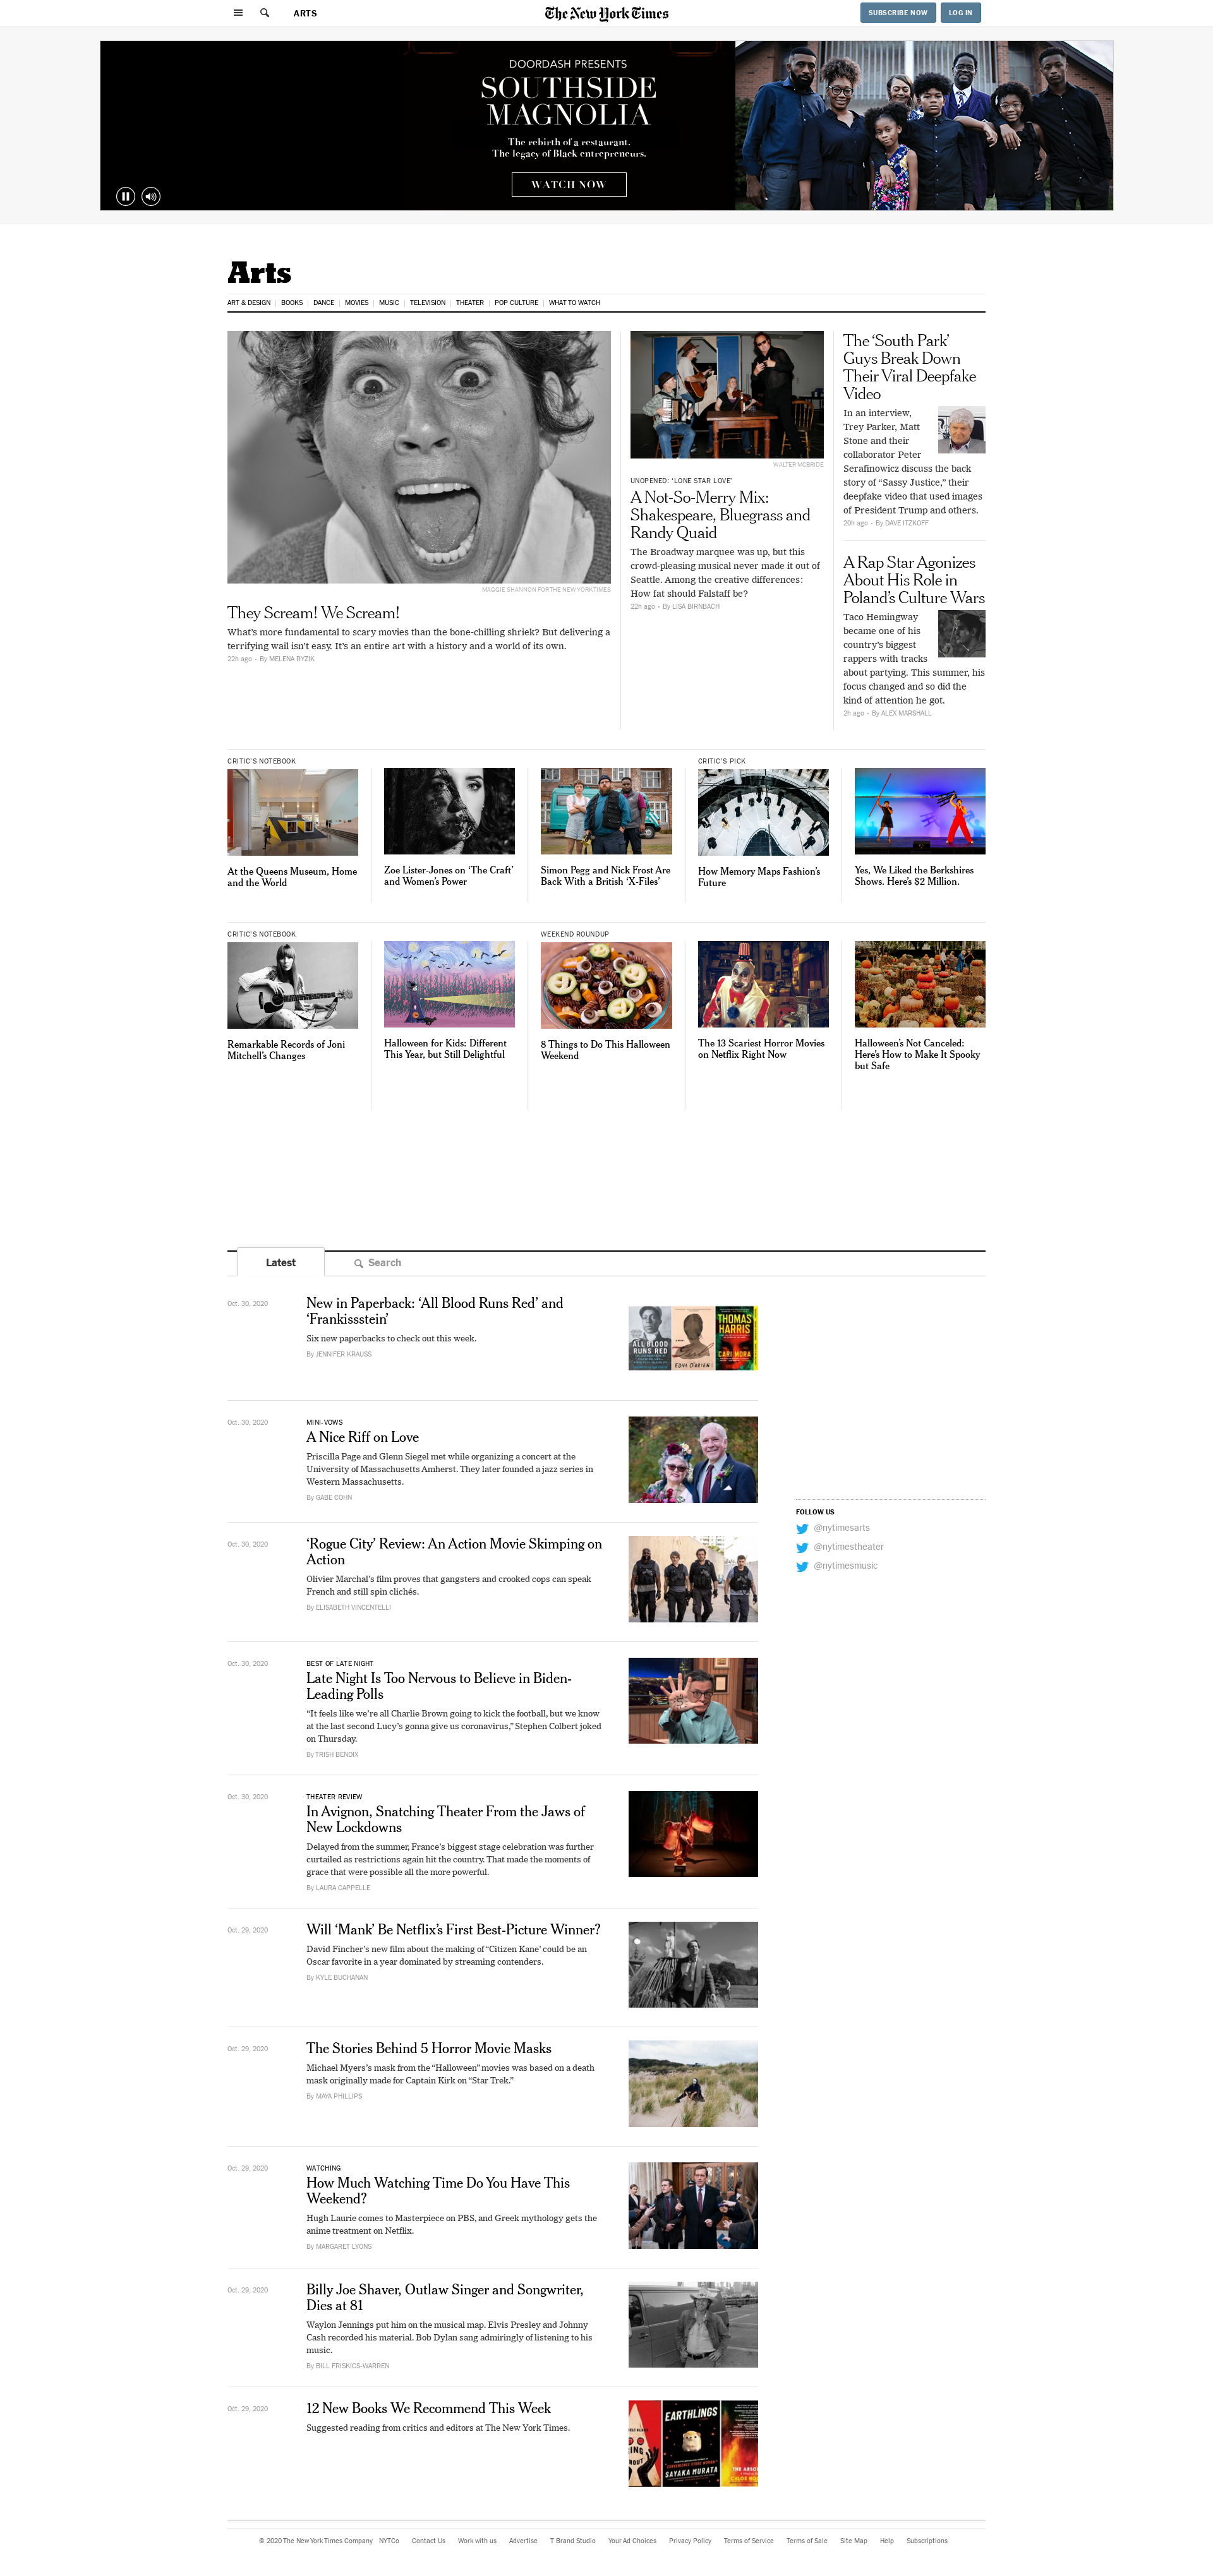 ARTS
The New York Times
SUBSCRIBE NOW
LOG IN
DOORDASH PRESENTS
SOUTHSIDE
MAGNOLIA
The rebirth of a restaurant.
The legacy of Black entrepreneurs.
WATCH NOW
Arts
ART & DESIGN | BOOKS | DANCE | MOVIES | MUSIC | TELEVISION | THEATER | POP CULTURE | WHAT TO WATCH
MAGGIE SHANNON FOR THE NEW YORK TIMES
They Scream! We Scream!
What’s more fundamental to scary movies than the bone-chilling shriek? But delivering a
terrifying wail isn’t easy. It’s an entire art with a history and a world of its own.
22h ago • By MELENA RYZIK
WALTER MCBRIDE
UNOPENED: ‘LONE STAR LOVE’
A Not-So-Merry Mix:
Shakespeare, Bluegrass and
Randy Quaid
The Broadway marquee was up, but this
crowd-pleasing musical never made it out of
Seattle. Among the creative differences:
How fat should Falstaff be?
22h ago • By LISA BIRNBACH
The ‘South Park’
Guys Break Down
Their Viral Deepfake
Video
In an interview,
Trey Parker, Matt
Stone and their
collaborator Peter
Serafinowicz discuss the back
story of “Sassy Justice,” their
deepfake video that used images
of President Trump and others.
20h ago • By DAVE ITZKOFF
A Rap Star Agonizes
About His Role in
Poland’s Culture Wars
Taco Hemingway
became one of his
country’s biggest
rappers with tracks
about partying. This summer, his
focus changed and so did the
kind of attention he got.
2h ago • By ALEX MARSHALL
CRITIC’S NOTEBOOK
At the Queens Museum, Home
and the World
Zoe Lister-Jones on ‘The Craft’
and Women’s Power
Simon Pegg and Nick Frost Are
Back With a British ‘X-Files’
CRITIC’S PICK
How Memory Maps Fashion’s
Future
Yes, We Liked the Berkshires
Shows. Here’s $2 Million.
CRITIC’S NOTEBOOK
Remarkable Records of Joni
Mitchell’s Changes
Halloween for Kids: Different
This Year, but Still Delightful
WEEKEND ROUNDUP
8 Things to Do This Halloween
Weekend
The 13 Scariest Horror Movies
on Netflix Right Now
Halloween’s Not Canceled:
Here’s How to Make It Spooky
but Safe
Latest
Search
Oct. 30, 2020
New in Paperback: ‘All Blood Runs Red’ and
‘Frankissstein’
Six new paperbacks to check out this week.
By JENNIFER KRAUSS
ALL BLOOD
RUNS RED
EDNA O'BRIEN
THOMAS
HARRIS
CARI MORA
Oct. 30, 2020
MINI-VOWS
A Nice Riff on Love
Priscilla Page and Glenn Siegel met while organizing a concert at the
University of Massachusetts Amherst. They later founded a jazz series in
Western Massachusetts.
By GABE COHN
FOLLOW US
@nytimesarts
@nytimestheater
@nytimesmusic
Oct. 30, 2020
‘Rogue City’ Review: An Action Movie Skimping on
Action
Olivier Marchal’s film proves that gangsters and crooked cops can speak
French and still spin clichés.
By ELISABETH VINCENTELLI
Oct. 30, 2020
BEST OF LATE NIGHT
Late Night Is Too Nervous to Believe in Biden-
Leading Polls
“It feels like we’re all Charlie Brown going to kick the football, but we know
at the last second Lucy’s gonna give us coronavirus,” Stephen Colbert joked
on Thursday.
By TRISH BENDIX
Oct. 30, 2020
THEATER REVIEW
In Avignon, Snatching Theater From the Jaws of
New Lockdowns
Delayed from the summer, France’s biggest stage celebration was further
curtailed as restrictions again hit the country. That made the moments of
grace that were possible all the more powerful.
By LAURA CAPPELLE
Oct. 29, 2020
Will ‘Mank’ Be Netflix’s First Best-Picture Winner?
David Fincher’s new film about the making of “Citizen Kane’ could be an
Oscar favorite in a year dominated by streaming contenders.
By KYLE BUCHANAN
Oct. 29, 2020
The Stories Behind 5 Horror Movie Masks
Michael Myers’s mask from the “Halloween” movies was based on a death
mask originally made for Captain Kirk on “Star Trek.”
By MAYA PHILLIPS
Oct. 29, 2020
WATCHING
How Much Watching Time Do You Have This
Weekend?
Hugh Laurie comes to Masterpiece on PBS, and Greek mythology gets the
anime treatment on Netflix.
By MARGARET LYONS
Oct. 29, 2020
Billy Joe Shaver, Outlaw Singer and Songwriter,
Dies at 81
Waylon Jennings put him on the musical map. Elvis Presley and Johnny
Cash recorded his material. Bob Dylan sang admiringly of listening to his
music.
By BILL FRISKICS-WARREN
Oct. 29, 2020
12 New Books We Recommend This Week
Suggested reading from critics and editors at The New York Times.
EARTHLINGS
SAYAKA MURATA
© 2020 The New York Times Company NYTCo Contact Us Work with us Advertise T Brand Studio Your Ad Choices Privacy Policy Terms of Service Terms of Sale Site Map Help Subscriptions